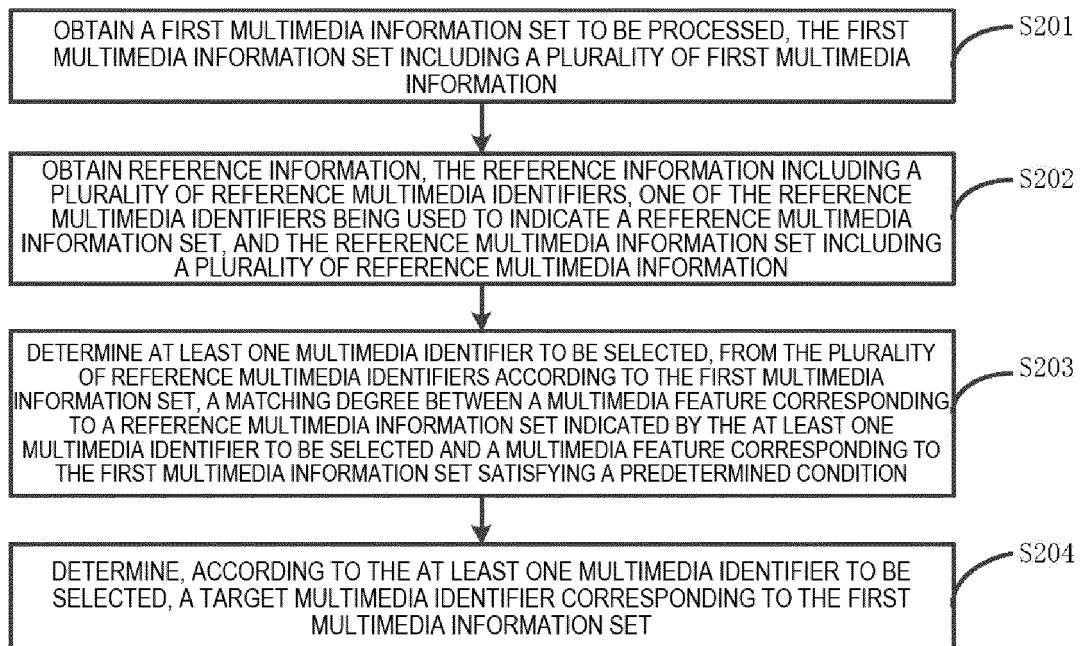 OBTAIN A FIRST MULTIMEDIA INFORMATION SET TO BE PROCESSED, THE FIRST
MULTIMEDIA INFORMATION SET INCLUDING A PLURALITY OF FIRST MULTIMEDIA
INFORMATION
S201
OBTAIN REFERENCE INFORMATION, THE REFERENCE INFORMATION INCLUDING A
PLURALITY OF REFERENCE MULTIMEDIA IDENTIFIERS, ONE OF THE REFERENCE
MULTIMEDIA IDENTIFIERS BEING USED TO INDICATE A REFERENCE MULTIMEDIA
INFORMATION SET, AND THE REFERENCE MULTIMEDIA INFORMATION SET INCLUDING
A PLURALITY OF REFERENCE MULTIMEDIA INFORMATION
S202
DETERMINE AT LEAST ONE MULTIMEDIA IDENTIFIER TO BE SELECTED, FROM THE PLURALITY
OF REFERENCE MULTIMEDIA IDENTIFIERS ACCORDING TO THE FIRST MULTIMEDIA
INFORMATION SET, A MATCHING DEGREE BETWEEN A MULTIMEDIA FEATURE CORRESPONDING
TO A REFERENCE MULTIMEDIA INFORMATION SET INDICATED BY THE AT LEAST ONE
MULTIMEDIA IDENTIFIER TO BE SELECTED AND A MULTIMEDIA FEATURE CORRESPONDING TO
THE FIRST MULTIMEDIA INFORMATION SET SATISFYING A PREDETERMINED CONDITION
S203
DETERMINE, ACCORDING TO THE AT LEAST ONE MULTIMEDIA IDENTIFIER TO BE
SELECTED, A TARGET MULTIMEDIA IDENTIFIER CORRESPONDING TO THE FIRST
MULTIMEDIA INFORMATION SET
S204